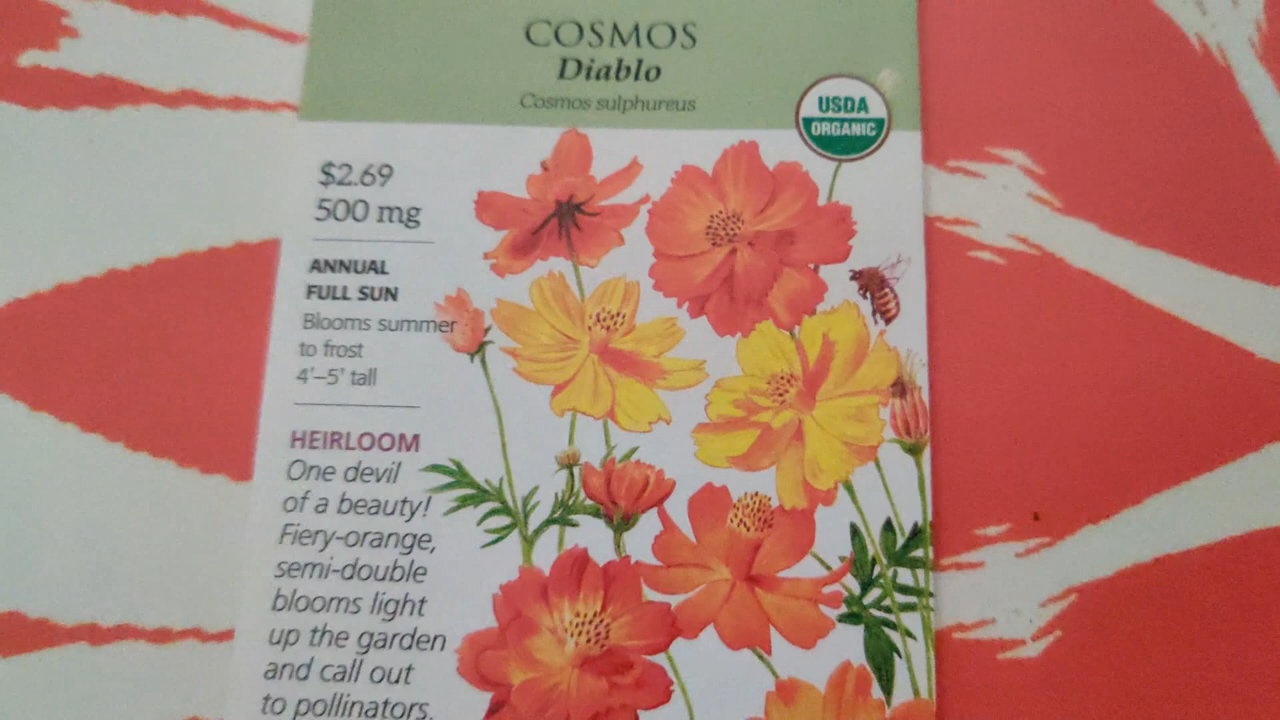 COSMOS
Diablo
Cosmos sulphureus
USDA
ORGANIC
$2.69
500 mg
ANNUAL
FULL SUN
Blooms summer
to frost
4'–5' tall
HEIRLOOM
One devil
of a beauty!
Fiery-orange,
semi-double
blooms light
up the garden
and call out
to pollinators.